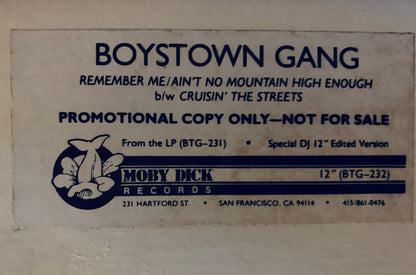 BOYSTOWN GANG
REMEMBER ME/AIN'T NO MOUNTAIN HIGH ENOUGH
b/w CRUISIN' THE STREETS
PROMOTIONAL COPY ONLY—NOT FOR SALE
From the LP (BTG-231) • Special DJ 12" Edited Version
MOBY DICK 12" (BTG-232)
RECORDS
231 HARTFORD ST. • SAN FRANCISCO, CA 94114 • 415/861-0476